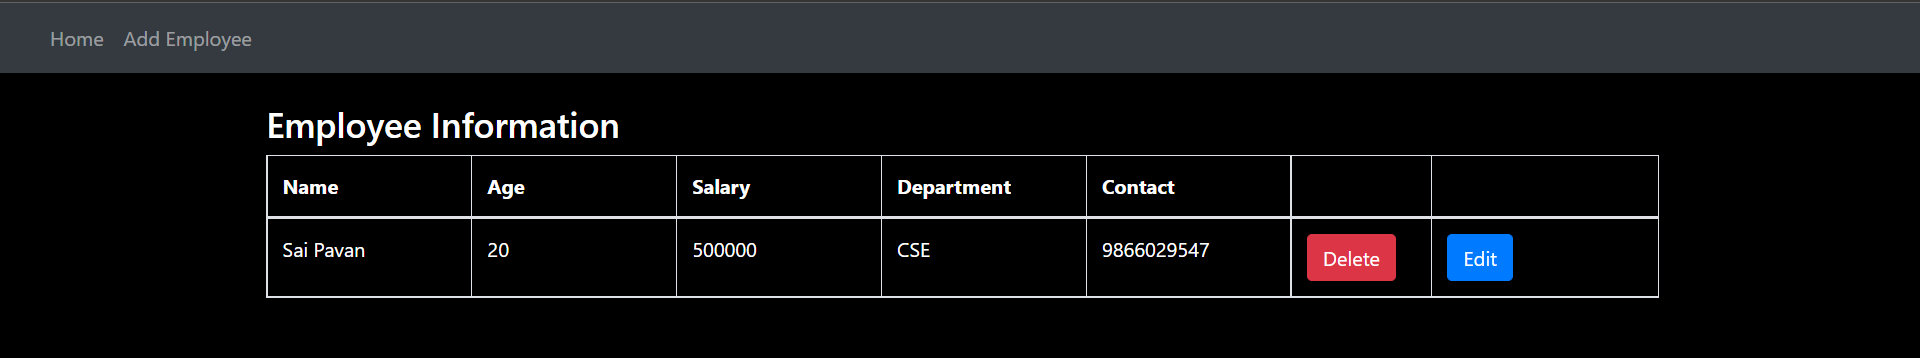 Home Add Employee
Employee Information
Name Age Salary Department Contact
Sai Pavan 20 500000 CSE 9866029547 Delete Edit